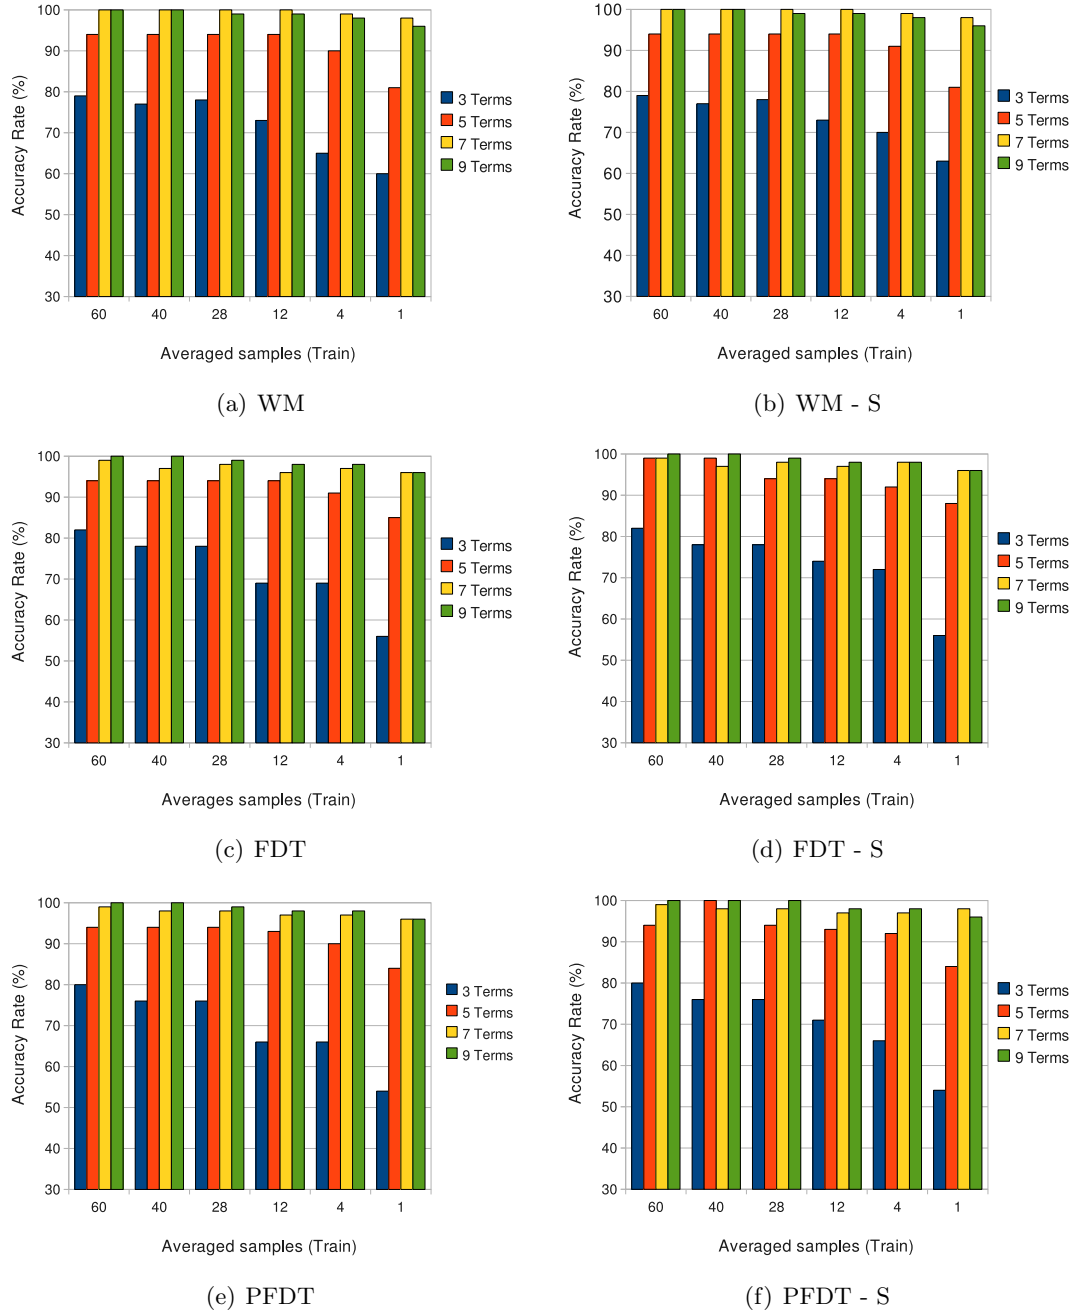 100
90
80
70
60
50
40
30
Accuracy Rate (%)
60 40 28 12 4 1
Averaged samples (Train)
3 Terms
5 Terms
7 Terms
9 Terms
(a) WM
100
90
80
70
60
50
40
30
Accuracy Rate (%)
60 40 28 12 4 1
Averaged samples (Train)
3 Terms
5 Terms
7 Terms
9 Terms
(b) WM - S
100
90
80
70
60
50
40
30
Accuracy Rate (%)
60 40 28 12 4 1
Averages samples (Train)
3 Terms
5 Terms
7 Terms
9 Terms
(c) FDT
100
90
80
70
60
50
40
30
Accuracy Rate (%)
60 40 28 12 4 1
Averaged samples (Train)
3 Terms
5 Terms
7 Terms
9 Terms
(d) FDT - S
100
90
80
70
60
50
40
30
Accuracy Rate (%)
60 40 28 12 4 1
Averaged samples (Train)
3 Terms
5 Terms
7 Terms
9 Terms
(e) PFDT
100
90
80
70
60
50
40
30
Accuracy Rate (%)
60 40 28 12 4 1
Averaged samples (Train)
3 Terms
5 Terms
7 Terms
9 Terms
(f) PFDT - S